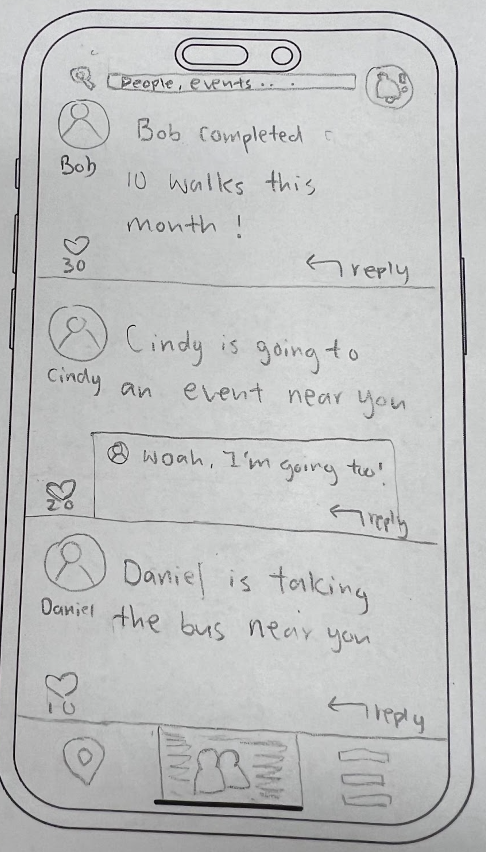 People, events...
Bob completed
10 walks this
month!
Bob
30
reply
Cindy is going to
an event near you
Cindy
Woah, I'm going too!
20
reply
Daniel is taking
the bus near you
Daniel
10
reply